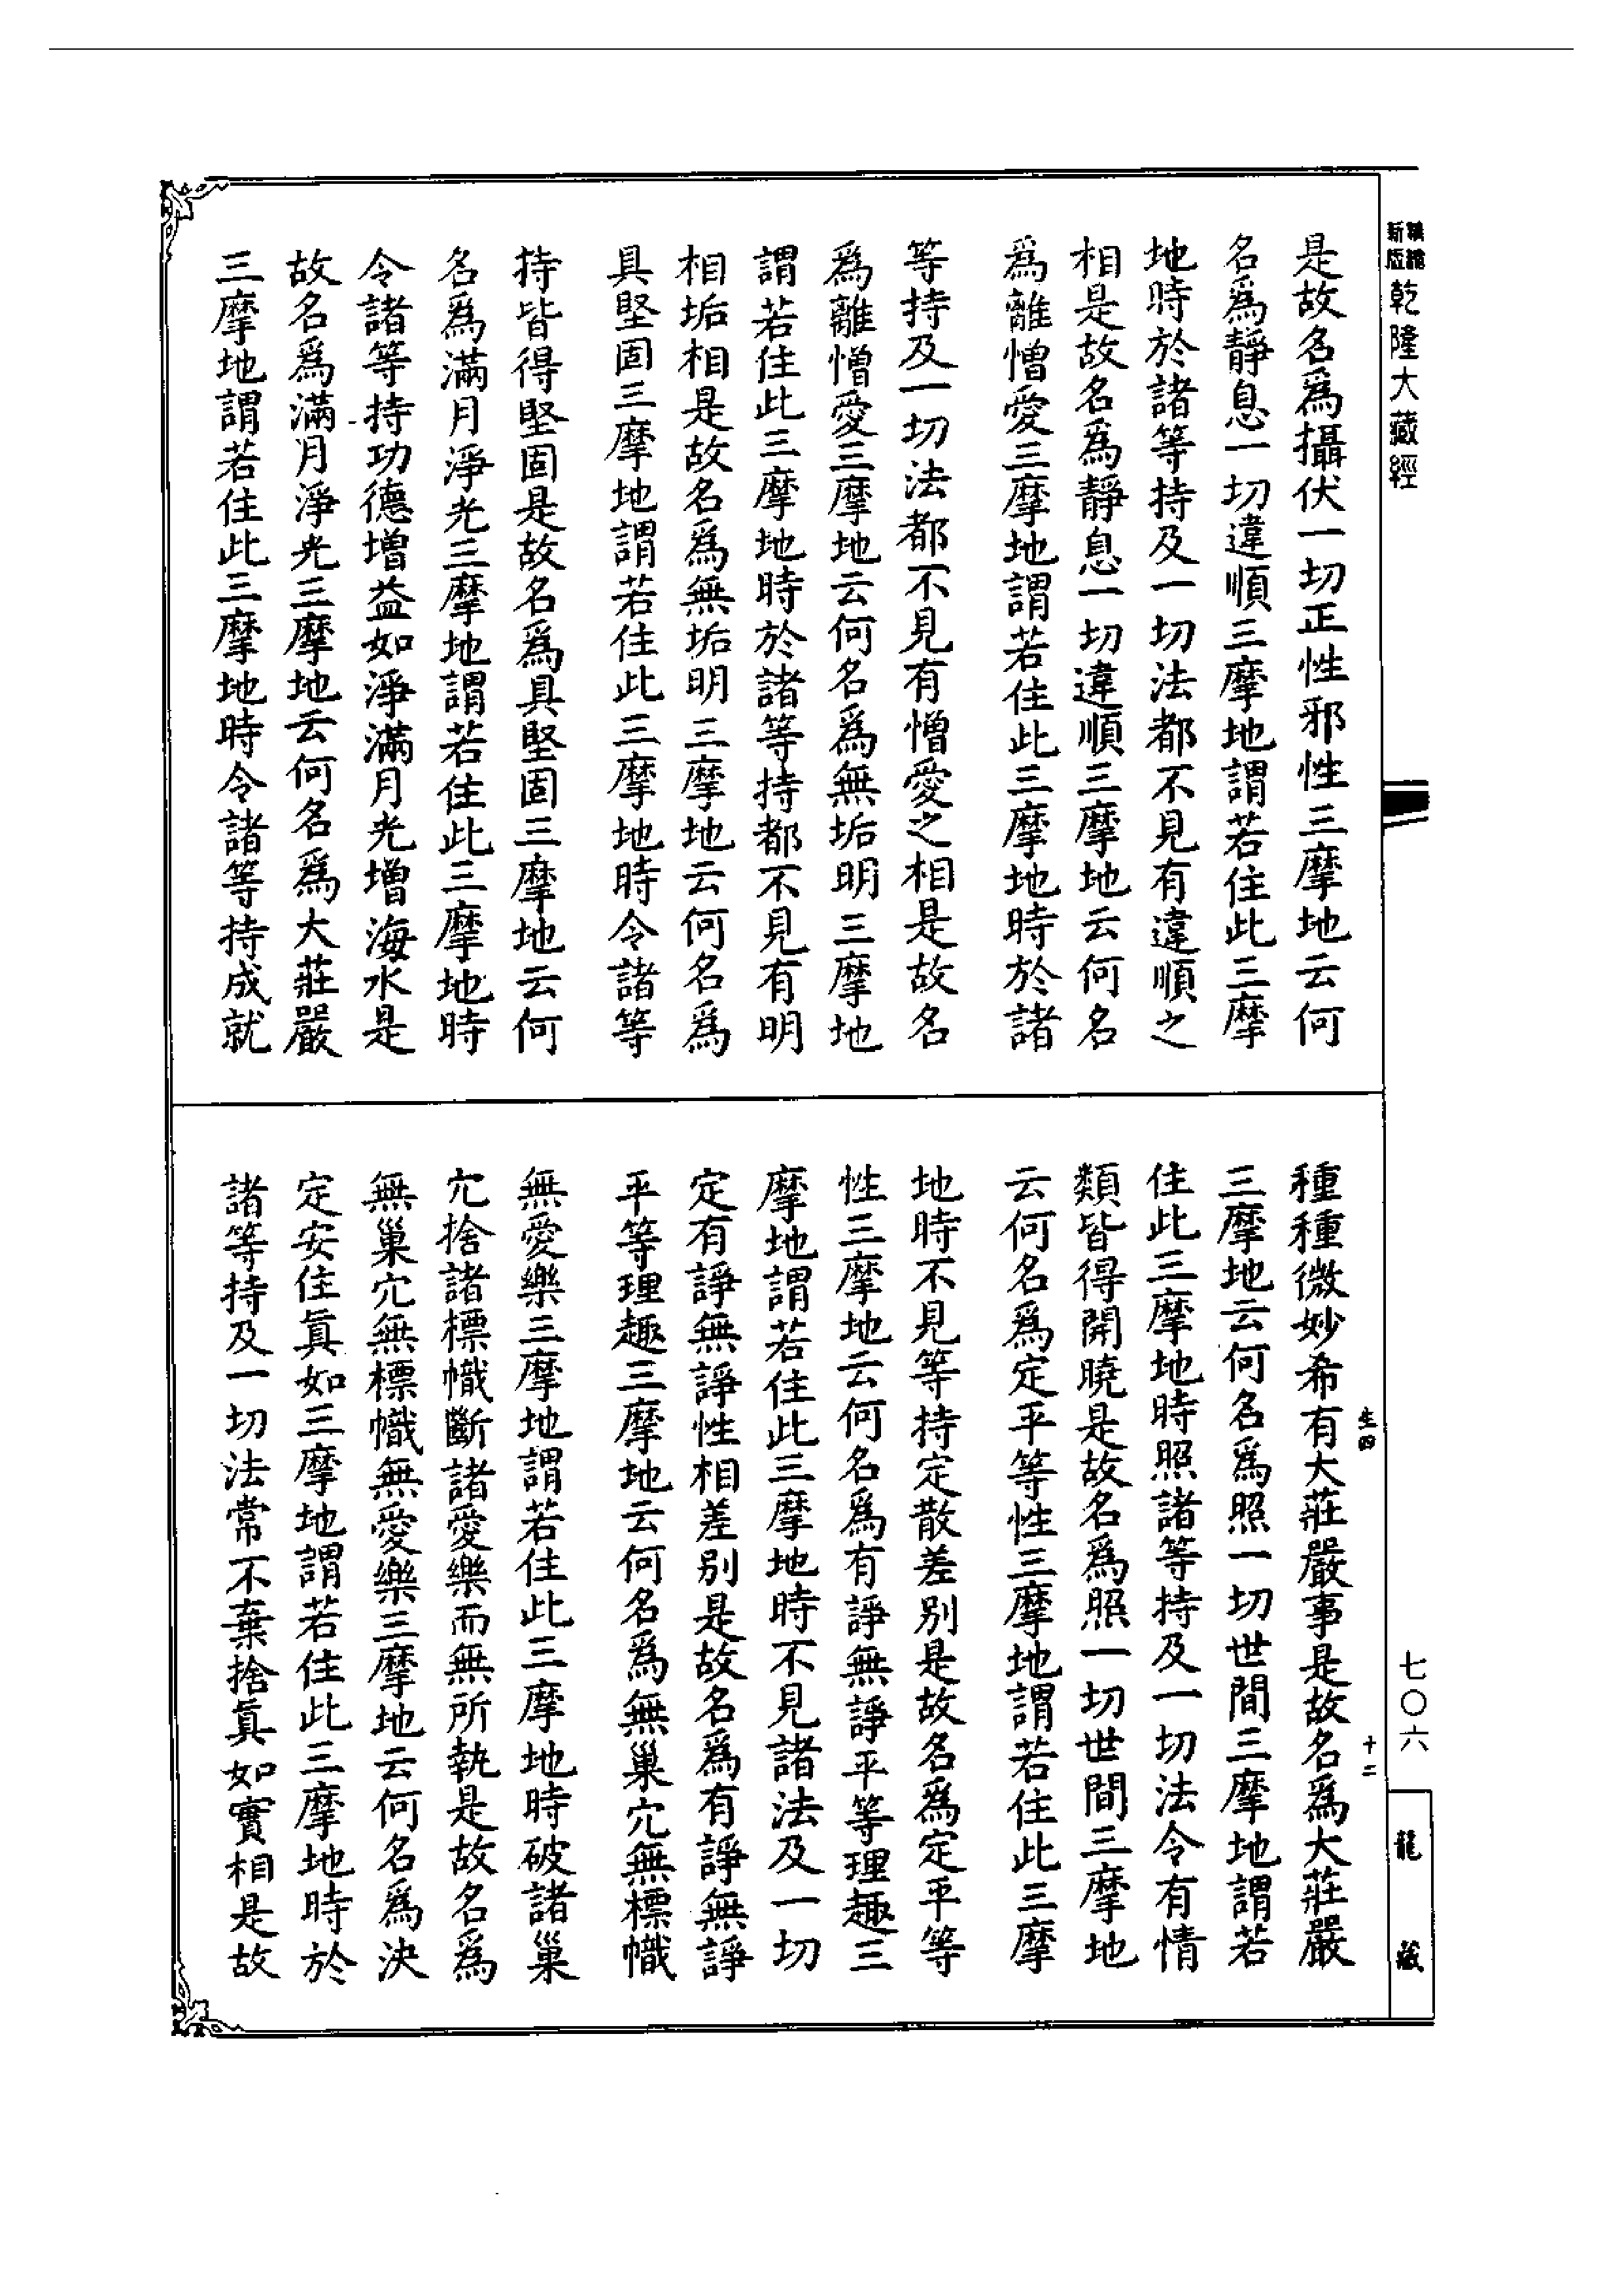 乾隆大藏經
是故名爲攝伏一切正性邪性三摩地云何
名爲靜息一切違順三摩地謂若住此三摩
地時於諸等持及一切法都不見有違順之
相是故名爲靜息一切違順三摩地云何名
爲離憎愛三摩地謂若住此三摩地時於諸
等持及一切法都不見有憎愛之相是故名
爲離憎愛三摩地云何名爲無垢明三摩地
謂若住此三摩地時於諸等持都不見有明
相垢相是故名爲無垢明三摩地云何名爲
具堅固三摩地謂若住此三摩地時令諸等
持皆得堅固是故名爲具堅固三摩地云何
名爲滿月淨光三摩地謂若住此三摩地時
令諸等持功德增益如淨滿月光增海水是
故名爲滿月淨光三摩地云何名爲大莊嚴
三摩地謂若住此三摩地時令諸等持成就
種種微妙希有大莊嚴事是故名爲大莊嚴
三摩地云何名爲照一切世間三摩地謂若
住此三摩地時照諸等持及一切法令有情
類皆得開曉是故名爲照一切世間三摩地
云何名爲定平等性三摩地謂若住此三摩
地時不見等持定散差別是故名爲定平等
性三摩地云何名爲有諍無諍平等理趣三
摩地謂若住此三摩地時不見諸法及一切
定有諍無諍性相差別是故名爲有諍無諍
平等理趣三摩地云何名爲無巢穴無標幟
無愛樂三摩地謂若住此三摩地時破諸巢
穴捨諸標幟斷諸愛樂而無所執是故名爲
無巢穴無標幟無愛樂三摩地云何名爲決
定安住眞如三摩地謂若住此三摩地時於
諸等持及一切法常不棄捨眞如實相是故
生四
十二
七〇六
龍藏